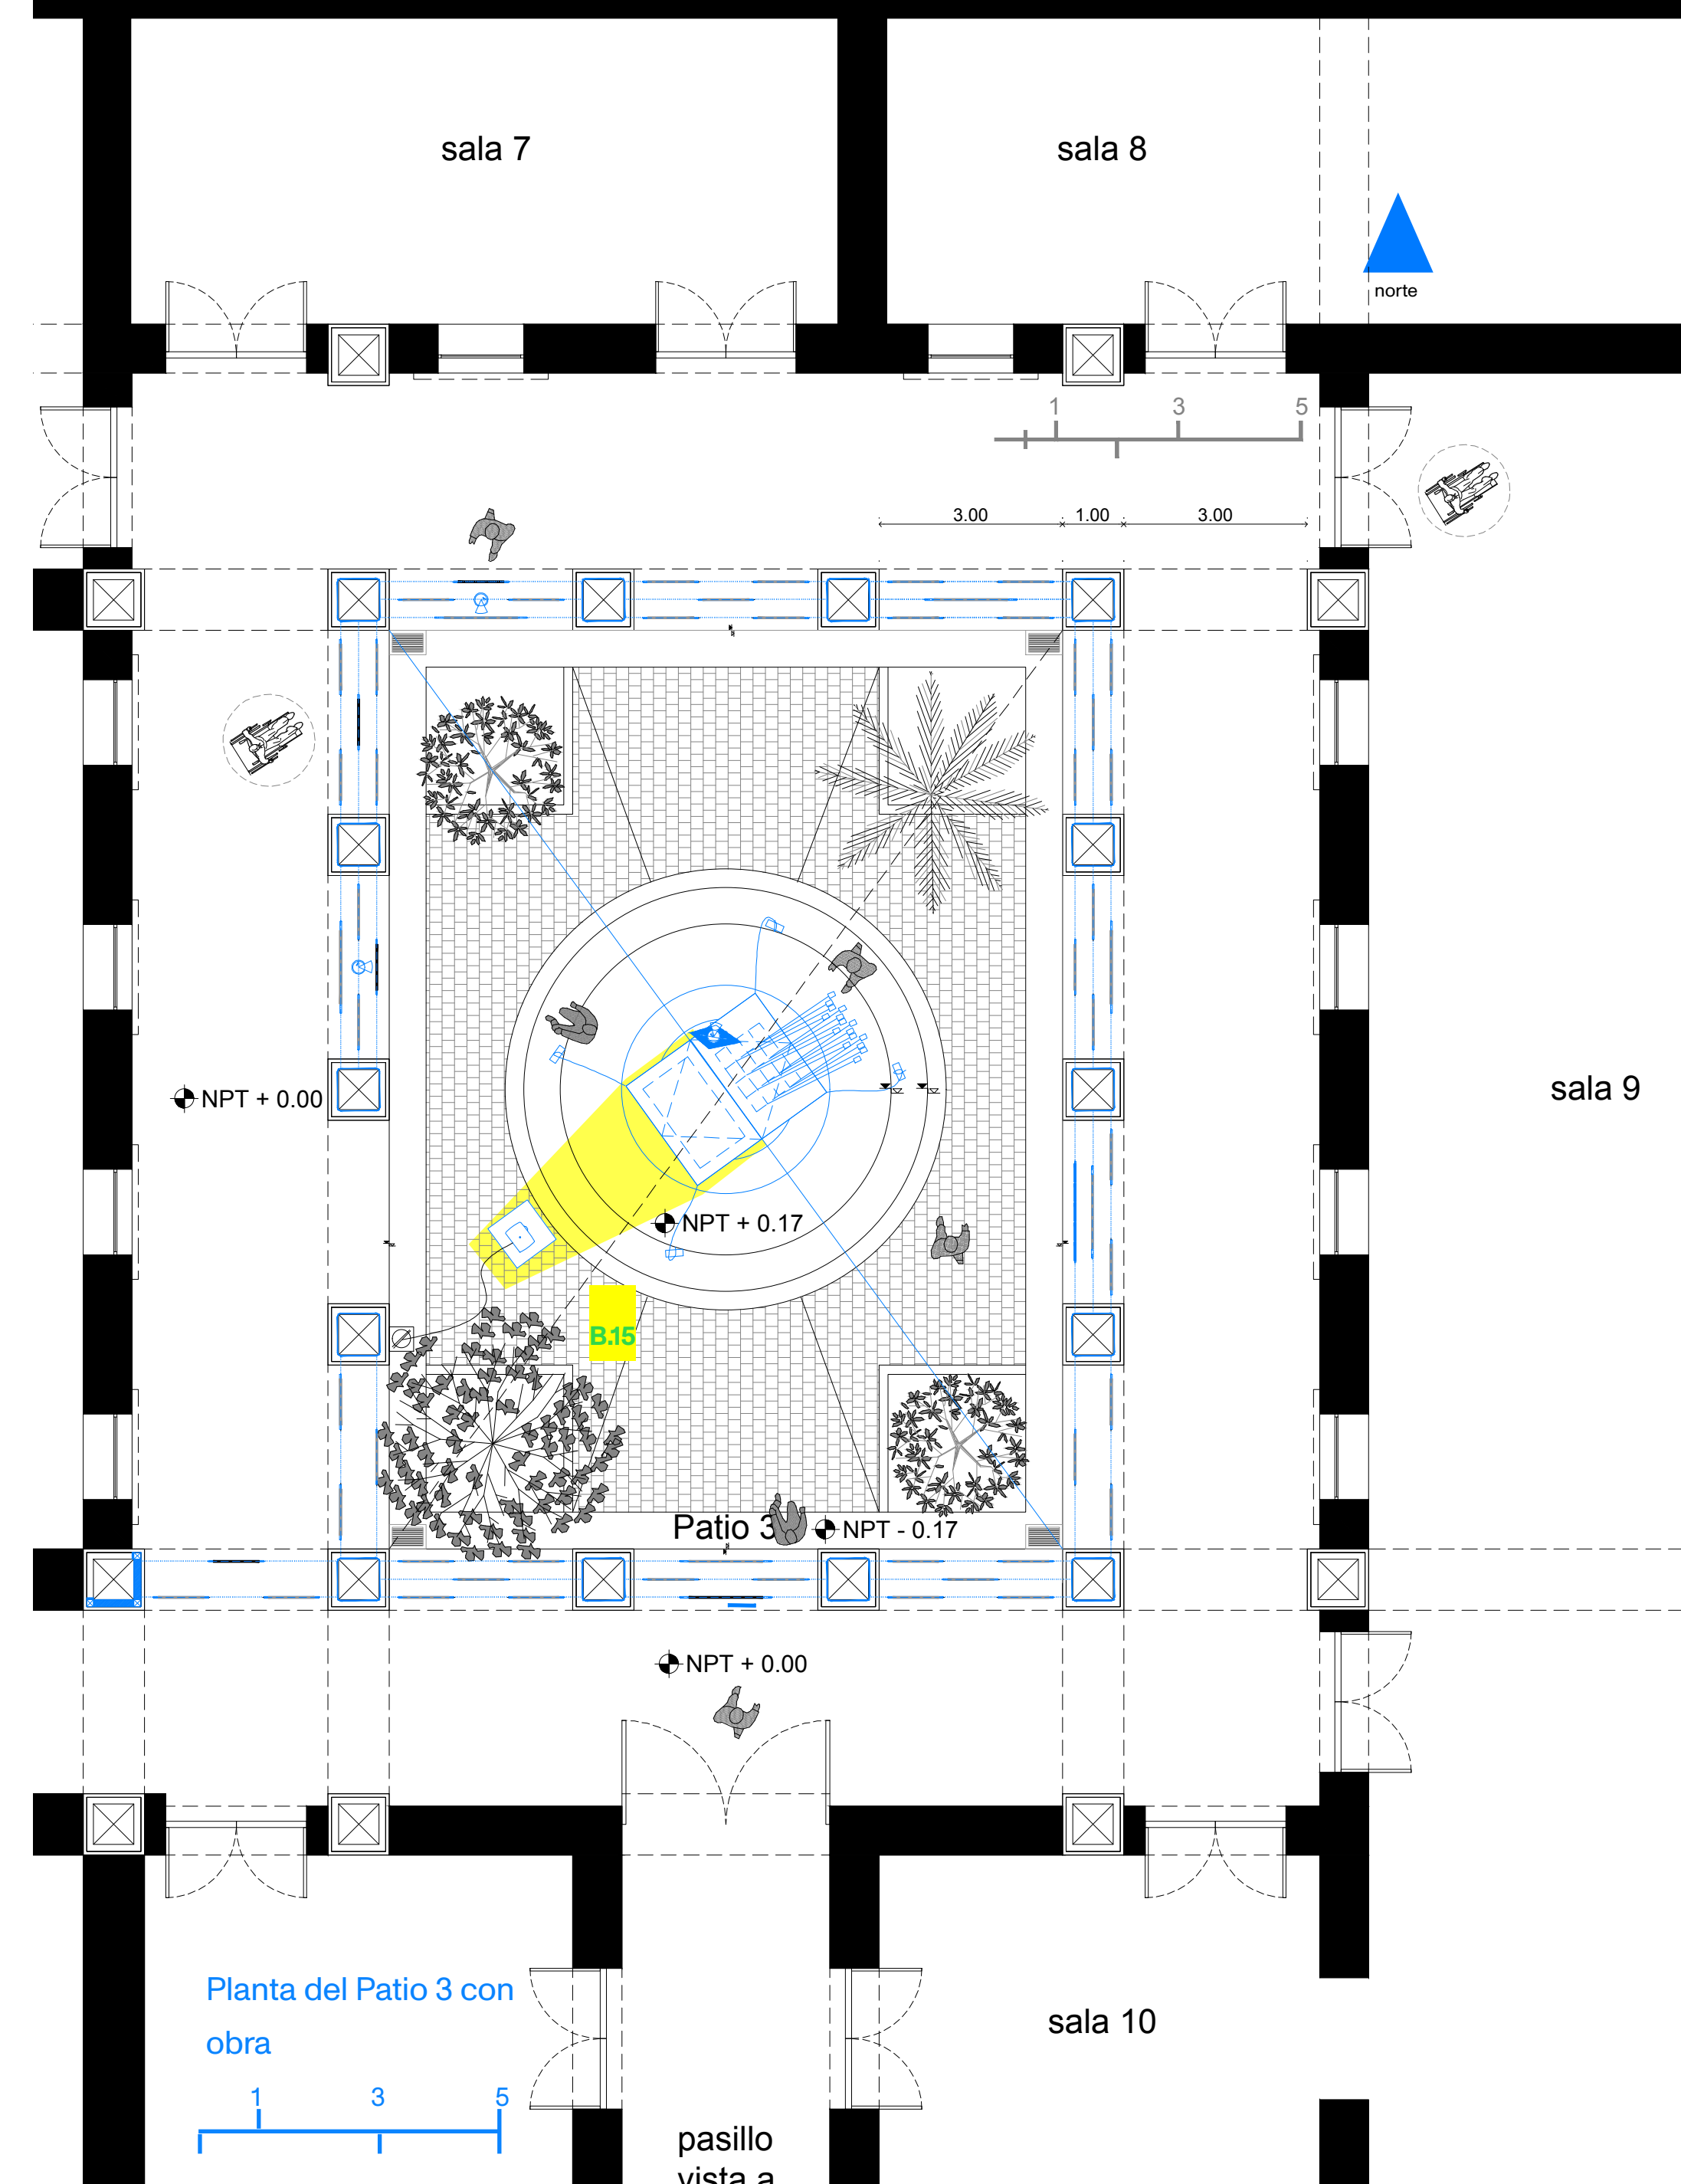 sala 7
sala 8
norte
1 3 5
3.00 1.00 3.00
NPT + 0.00
sala 9
NPT + 0.17
B.15
Patio 3
NPT - 0.17
NPT + 0.00
Planta del Patio 3 con
obra
sala 10
1 3 5
pasillo
vista a